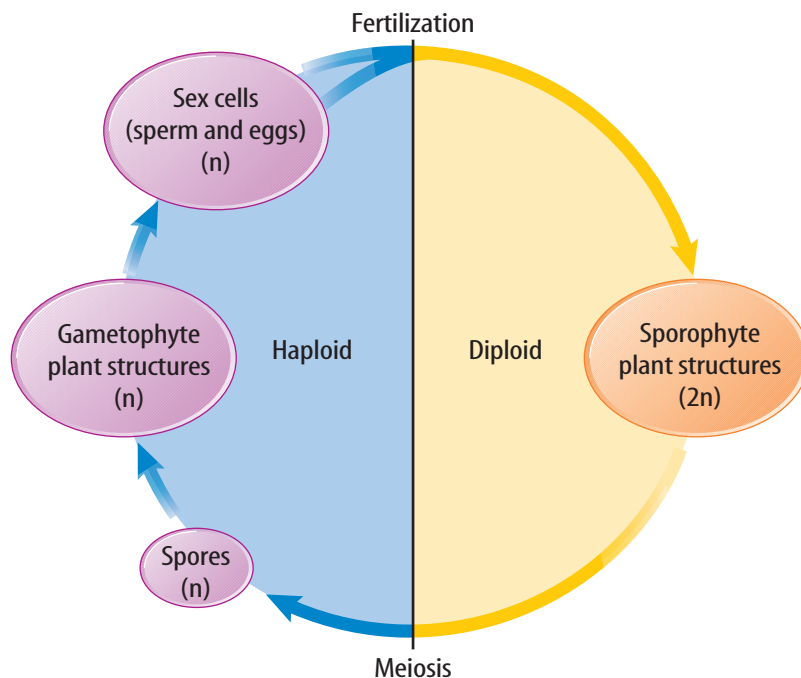 Fertilization
Sex cells
(sperm and eggs)
(n)
Gametophyte
plant structures
(n)
Haploid
Diploid
Sporophyte
plant structures
(2n)
Spores
(n)
Meiosis